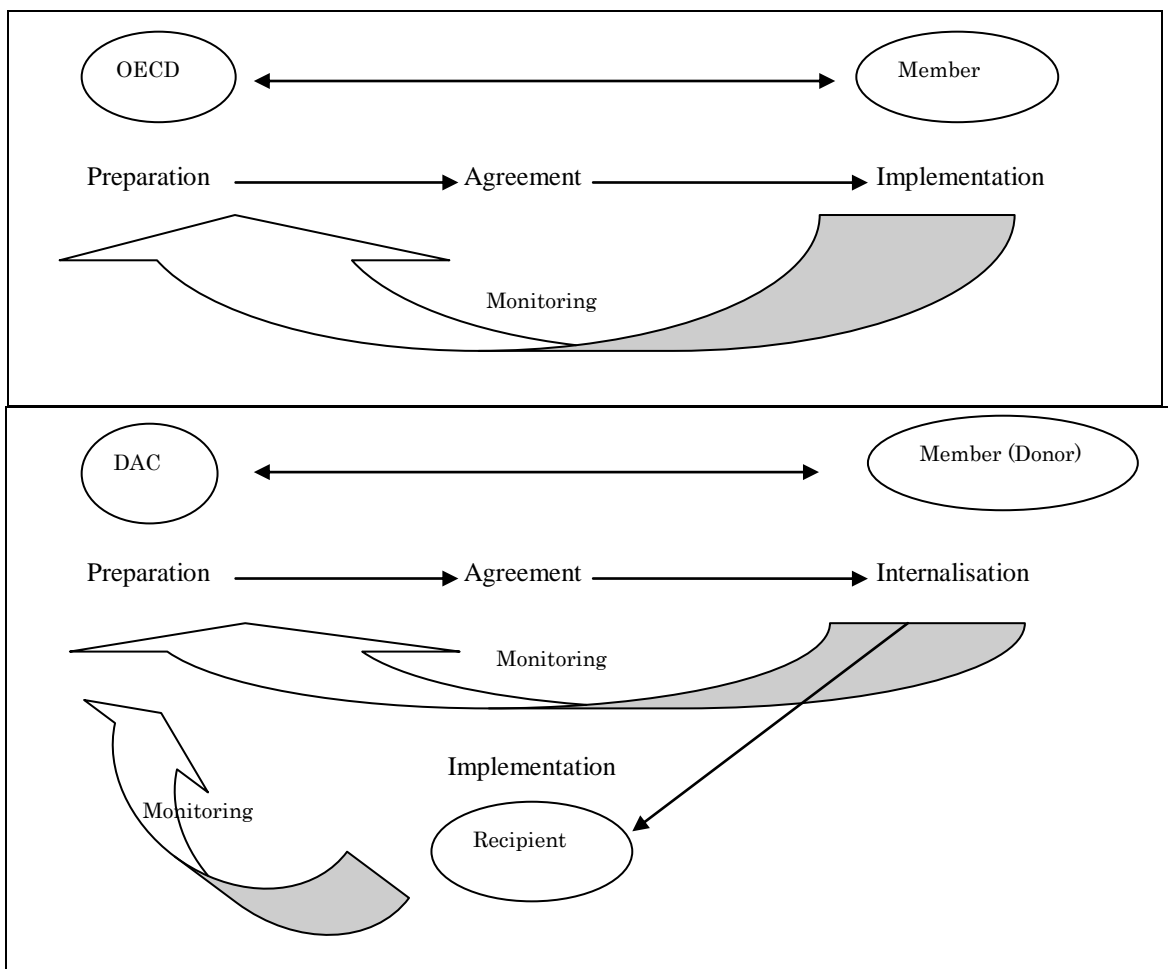 OECD
Member
Preparation
Agreement
Implementation
Monitoring
DAC
Member (Donor)
Preparation
Agreement
Internalisation
Monitoring
Implementation
Monitoring
Recipient